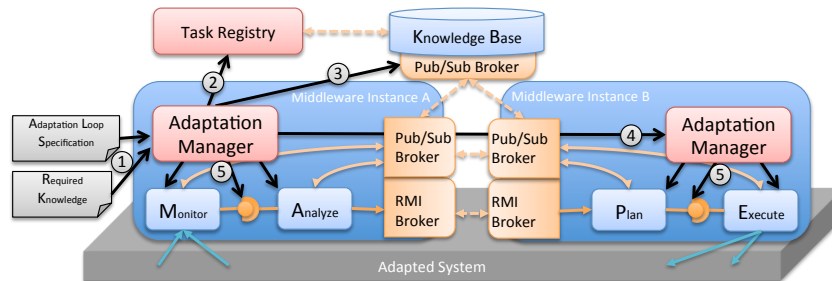 Task Registry
Knowledge Base
Pub/Sub Broker
2
3
Middleware Instance A
Middleware Instance B
Adaptation Loop
Specification
1
Required
Knowledge
Adaptation
Manager
Pub/Sub
Broker
Pub/Sub
Broker
4
Adaptation
Manager
5
5
Monitor
Analyze
RMI
Broker
RMI
Broker
Plan
Execute
Adapted System